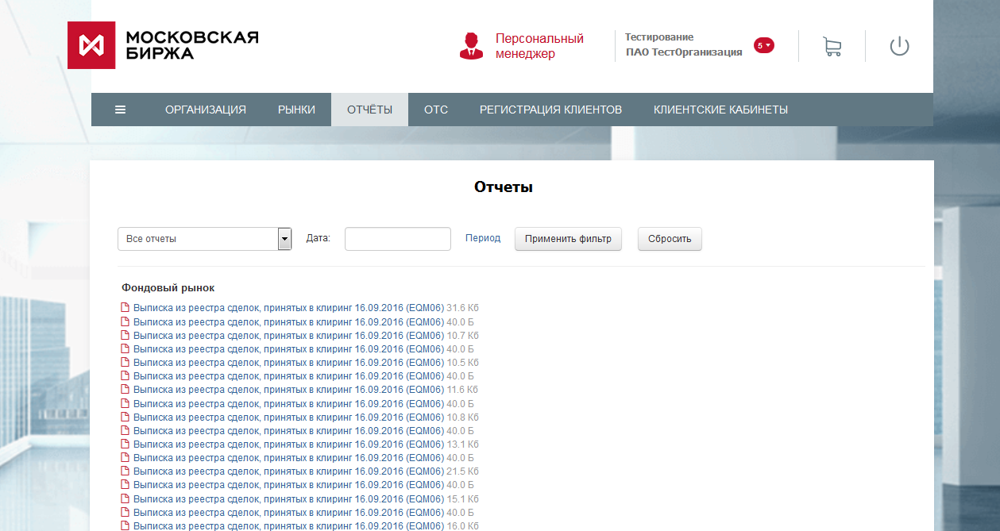 МОСКОВСКАЯ
БИРЖА
Персональный
менеджер
Тестирование
ПАО ТестОрганизация
5
ОРГАНИЗАЦИЯ РЫНКИ ОТЧЁТЫ OTC РЕГИСТРАЦИЯ КЛИЕНТОВ КЛИЕНТСКИЕ КАБИНЕТЫ
Отчеты
Все отчеты Дата: Период Применить фильтр Сбросить
Фондовый рынок
Выписка из реестра сделок, принятых в клиринг 16.09.2016 (EQM06) 31.6 Кб
Выписка из реестра сделок, принятых в клиринг 16.09.2016 (EQM06) 40.0 Б
Выписка из реестра сделок, принятых в клиринг 16.09.2016 (EQM06) 10.7 Кб
Выписка из реестра сделок, принятых в клиринг 16.09.2016 (EQM06) 40.0 Б
Выписка из реестра сделок, принятых в клиринг 16.09.2016 (EQM06) 10.5 Кб
Выписка из реестра сделок, принятых в клиринг 16.09.2016 (EQM06) 40.0 Б
Выписка из реестра сделок, принятых в клиринг 16.09.2016 (EQM06) 11.6 Кб
Выписка из реестра сделок, принятых в клиринг 16.09.2016 (EQM06) 40.0 Б
Выписка из реестра сделок, принятых в клиринг 16.09.2016 (EQM06) 10.8 Кб
Выписка из реестра сделок, принятых в клиринг 16.09.2016 (EQM06) 40.0 Б
Выписка из реестра сделок, принятых в клиринг 16.09.2016 (EQM06) 13.1 Кб
Выписка из реестра сделок, принятых в клиринг 16.09.2016 (EQM06) 40.0 Б
Выписка из реестра сделок, принятых в клиринг 16.09.2016 (EQM06) 21.5 Кб
Выписка из реестра сделок, принятых в клиринг 16.09.2016 (EQM06) 40.0 Б
Выписка из реестра сделок, принятых в клиринг 16.09.2016 (EQM06) 15.1 Кб
Выписка из реестра сделок, принятых в клиринг 16.09.2016 (EQM06) 40.0 Б
Выписка из реестра сделок, принятых в клиринг 16.09.2016 (EQM06) 16.0 Кб